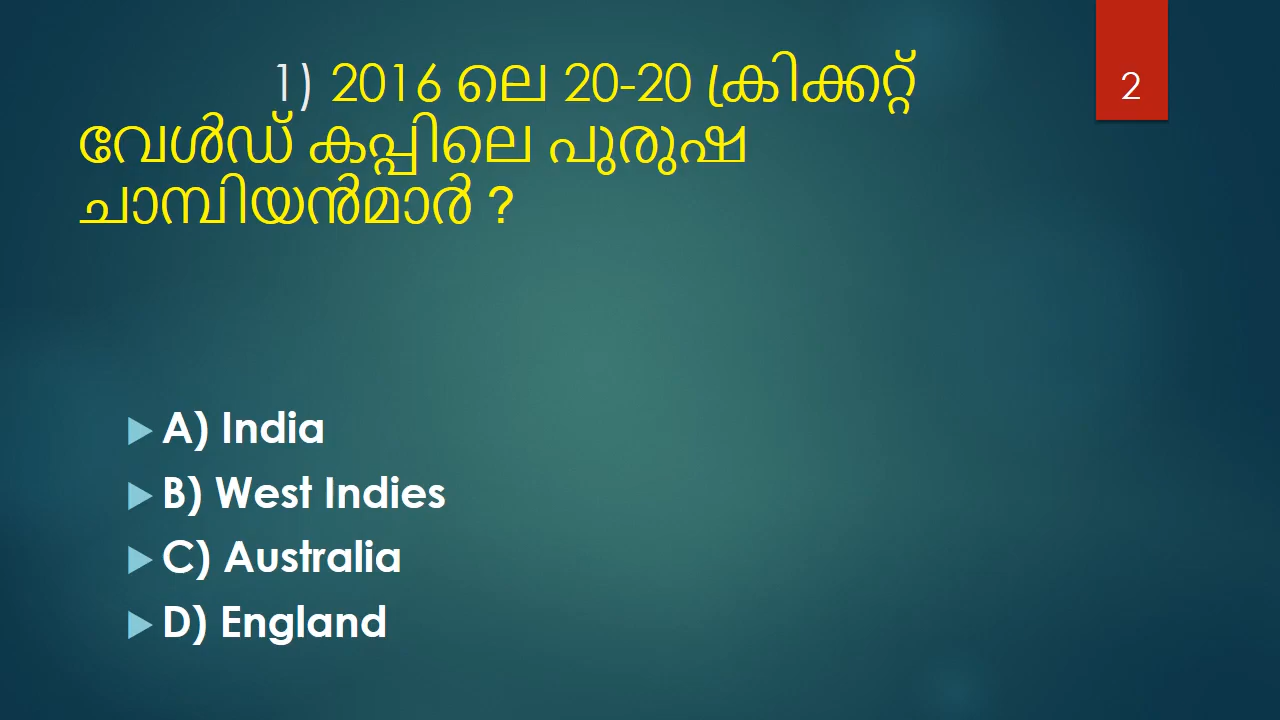 1) 2016 ലെ 20-20 ക്രിക്കറ്റ്
വേൾഡ് കപ്പിലെ പുരുഷ
ചാമ്പിയൻമാർ ?
2
A) India
B) West Indies
C) Australia
D) England